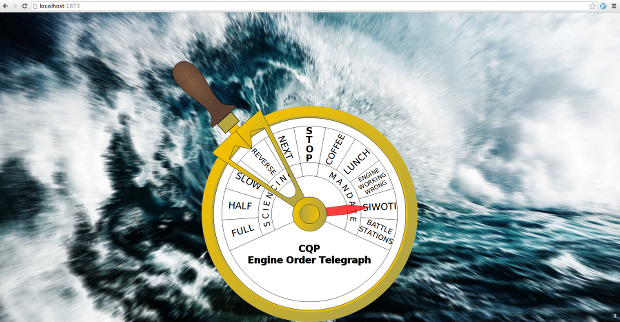 localhost:1873
FULL
HALF
SLOW
REVERSE
NEXT
STOP
COFFEE
LUNCH
ENGINE
WORKING
WRONG
SIWOTI
BATTLE
STATIONS
MANDATE
CQP
Engine Order Telegraph